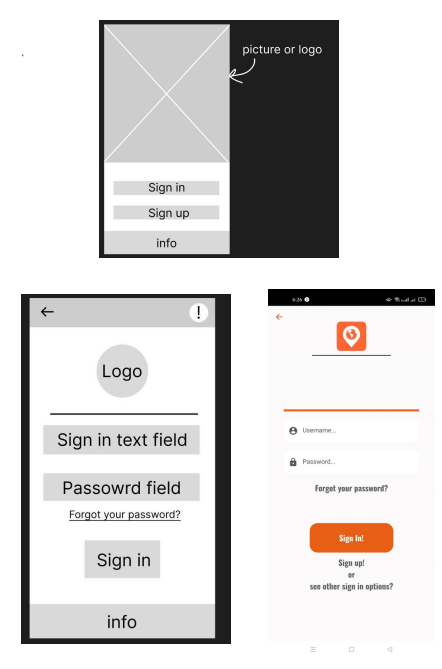 picture or logo
Sign in
Sign up
info
!
Logo
Sign in text field
Passowrd field
Forgot your password?
Sign in
info
6:26
Username...
Password...
Forgot your password?
Sign In!
Sign up!
or
see other sign in options?